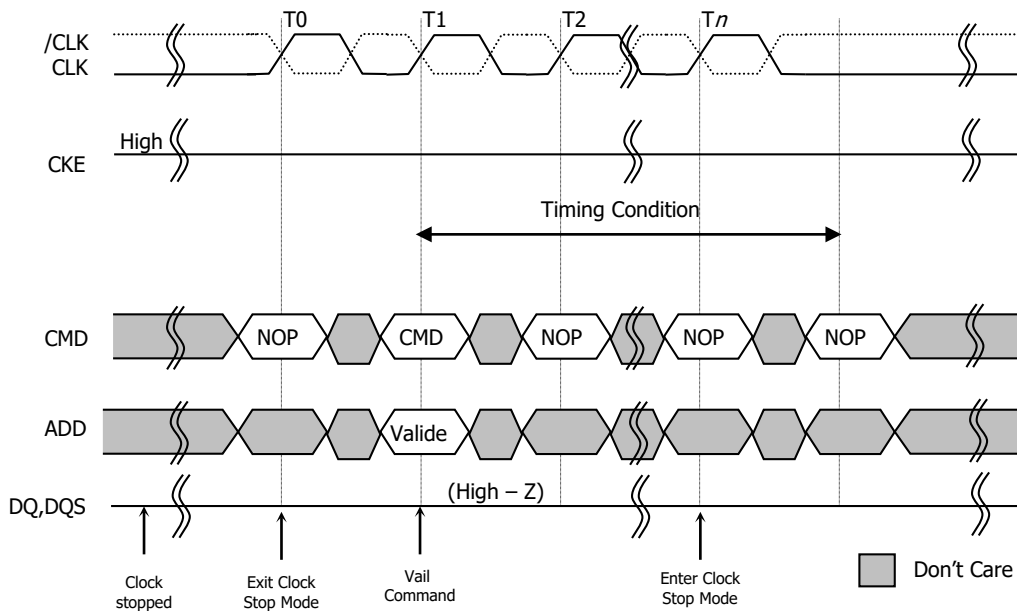 T0 T1 T2 Tn
/CLK
CLK
High
CKE
Timing Condition
CMD NOP CMD NOP NOP NOP
ADD Valide
(High – Z)
DQ,DQS
Clock
stopped
Exit Clock
Stop Mode
Vail
Command
Enter Clock
Stop Mode
Don't Care